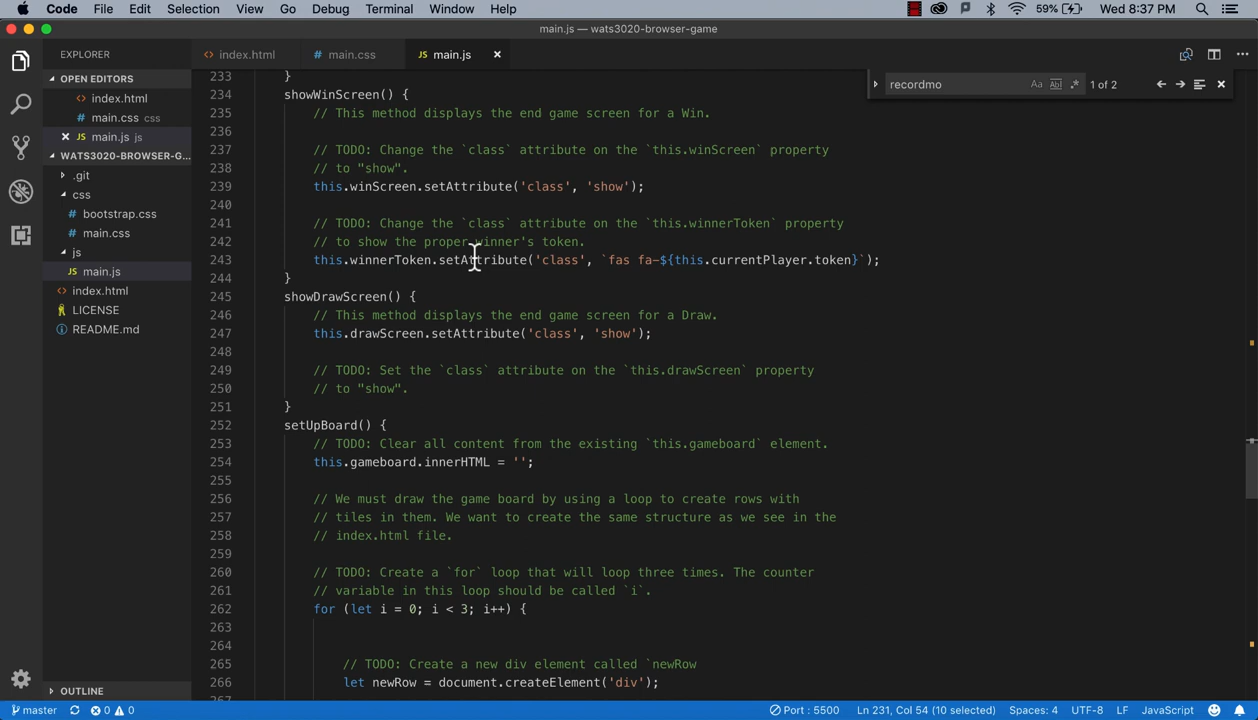 Code File Edit Selection View Go Debug Terminal Window Help 59% Wed 8:37 PM
main.js — wats3020-browser-game
EXPLORER
<> index.html # main.css JS main.js ×
OPEN EDITORS
<> index.html
# main.css css
× JS main.js js
WATS3020-BROWSER-G...
.git
css
# bootstrap.css
# main.css
js
JS main.js
<> index.html
LICENSE
README.md
OUTLINE
recordmo Aa Abl .* 1 of 2
233 }
234 showWinScreen() {
235 // This method displays the end game screen for a Win.
236
237 // TODO: Change the `class` attribute on the `this.winScreen` property
238 // to "show".
239 this.winScreen.setAttribute('class', 'show');
240
241 // TODO: Change the `class` attribute on the `this.winnerToken` property
242 // to show the proper winner's token.
243 this.winnerToken.setAttribute('class', `fas fa-${this.currentPlayer.token}`);
244 }
245 showDrawScreen() {
246 // This method displays the end game screen for a Draw.
247 this.drawScreen.setAttribute('class', 'show');
248
249 // TODO: Set the `class` attribute on the `this.drawScreen` property
250 // to "show".
251 }
252 setUpBoard() {
253 // TODO: Clear all content from the existing `this.gameboard` element.
254 this.gameboard.innerHTML = '';
255
256 // We must draw the game board by using a loop to create rows with
257 // tiles in them. We want to create the same structure as we see in the
258 // index.html file.
259
260 // TODO: Create a `for` loop that will loop three times. The counter
261 // variable in this loop should be called `i`.
262 for (let i = 0; i < 3; i++) {
263
264
265 // TODO: Create a new div element called `newRow
266 let newRow = document.createElement('div');
267
master 0 0 Port : 5500 Ln 231, Col 54 (10 selected) Spaces: 4 UTF-8 LF JavaScript